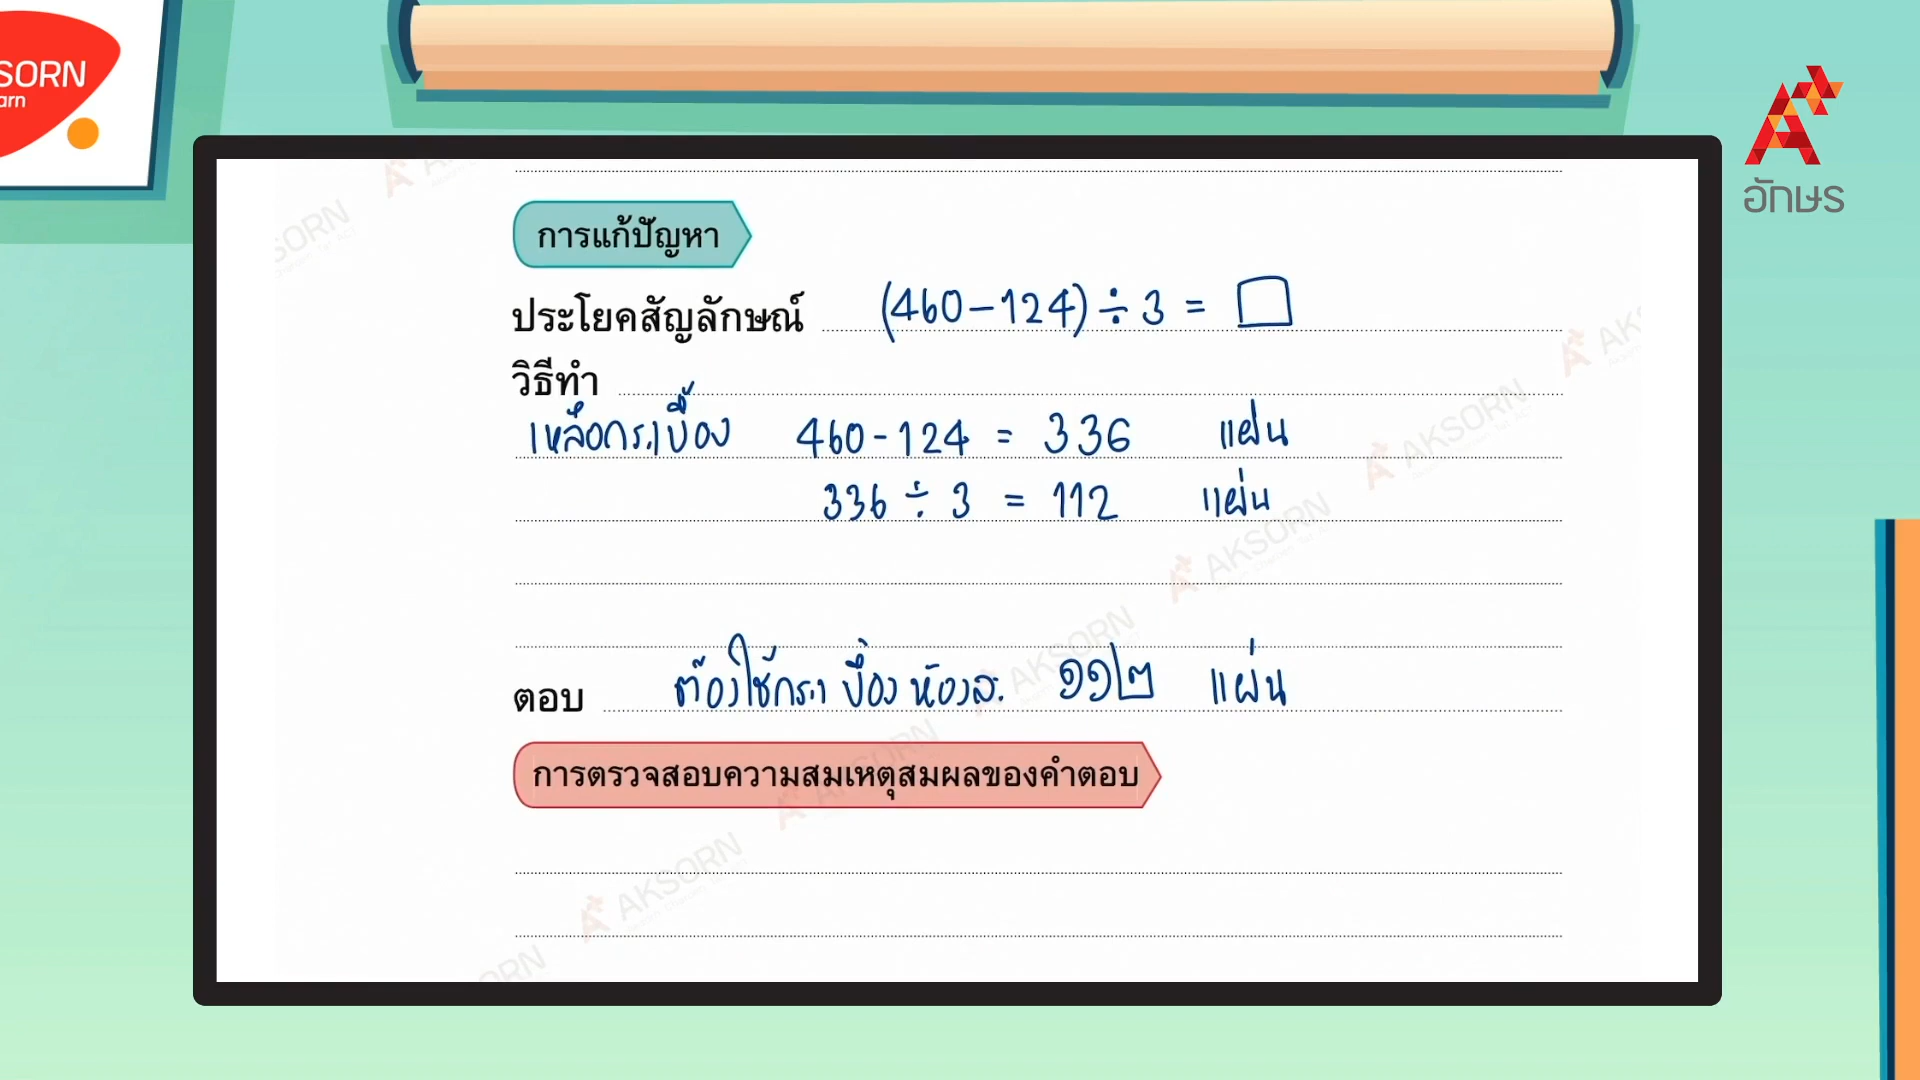 SORN
arn
อักษร
การแก้ปัญหา
ประโยคสัญลักษณ์ (460-124) ÷ 3 = □
วิธีทำ
เหลือกระเบื้อง 460-124 = 336 แผ่น
336 ÷ 3 = 112 แผ่น
ตอบ ต้องใช้กระเบื้องห้องละ ๑๑๒ แผ่น
การตรวจสอบความสมเหตุสมผลของคำตอบ